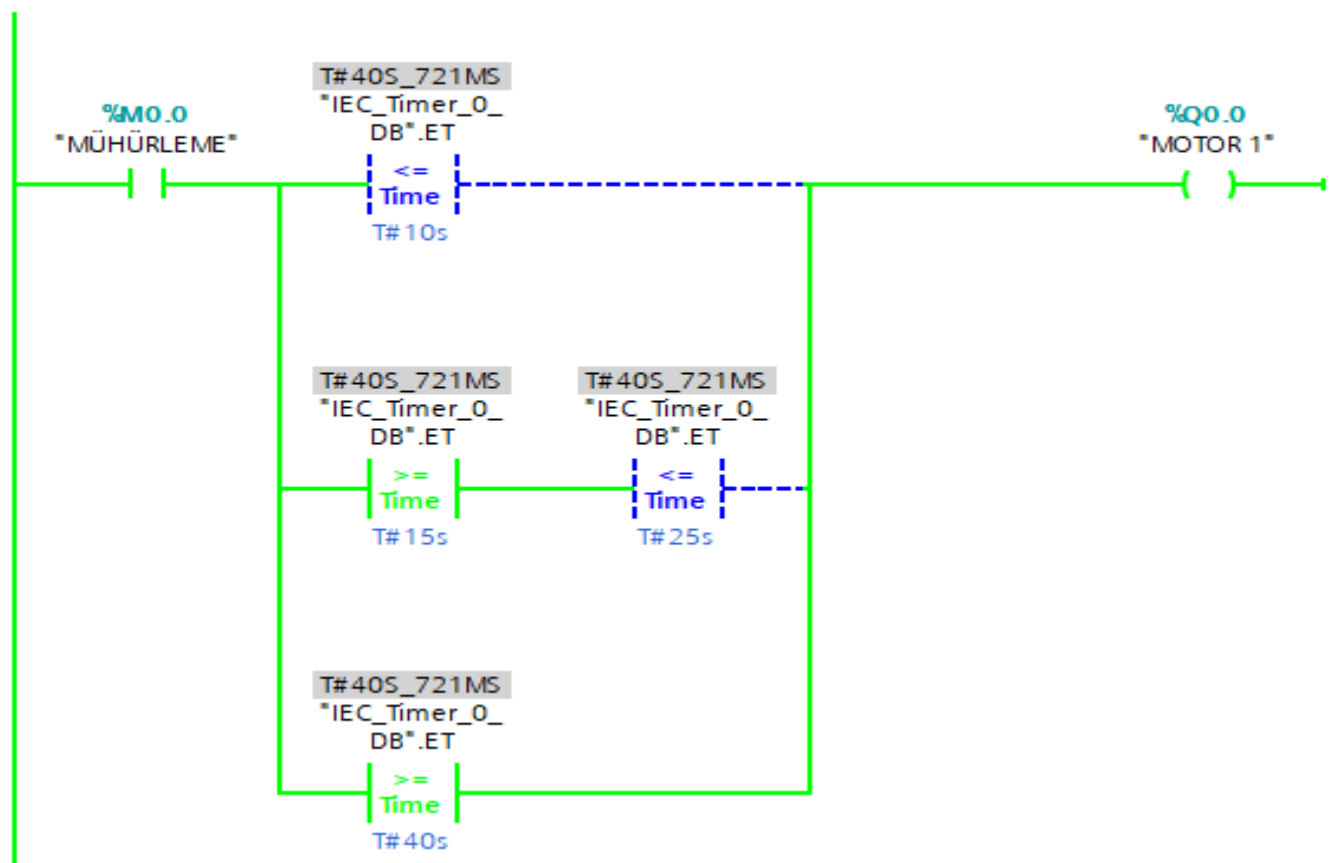 %M0.0
"MÜHÜRLEME"
T#40S_721MS
"IEC_Timer_0_
DB".ET
<=
Time
T#10s
%Q0.0
"MOTOR 1"
T#40S_721MS
"IEC_Timer_0_
DB".ET
>=
Time
T#15s
T#40S_721MS
"IEC_Timer_0_
DB".ET
<=
Time
T#25s
T#40S_721MS
"IEC_Timer_0_
DB".ET
>=
Time
T#40s